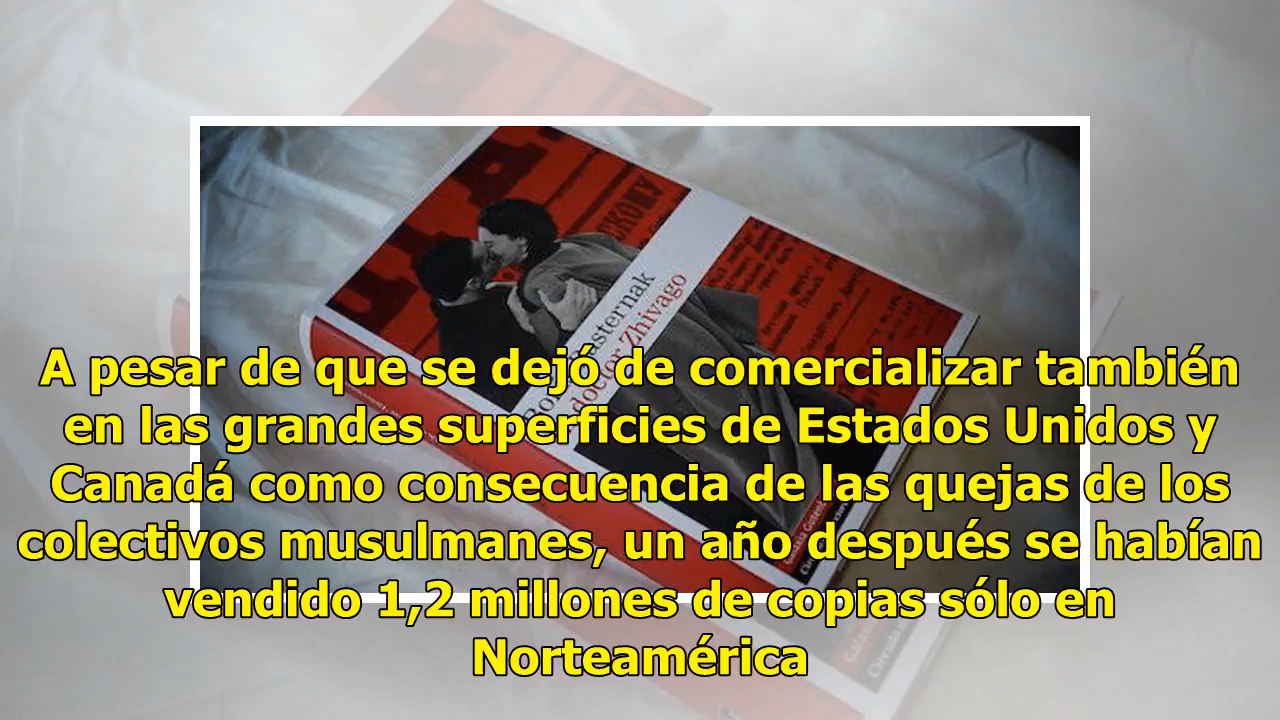 СКОМУ
Pasternak
doctor Zhivago
A pesar de que se dejó de comercializar también
en las grandes superficies de Estados Unidos y
Canadá como consecuencia de las quejas de los
colectivos musulmanes, un año después se habían
vendido 1,2 millones de copias sólo en
Norteamérica